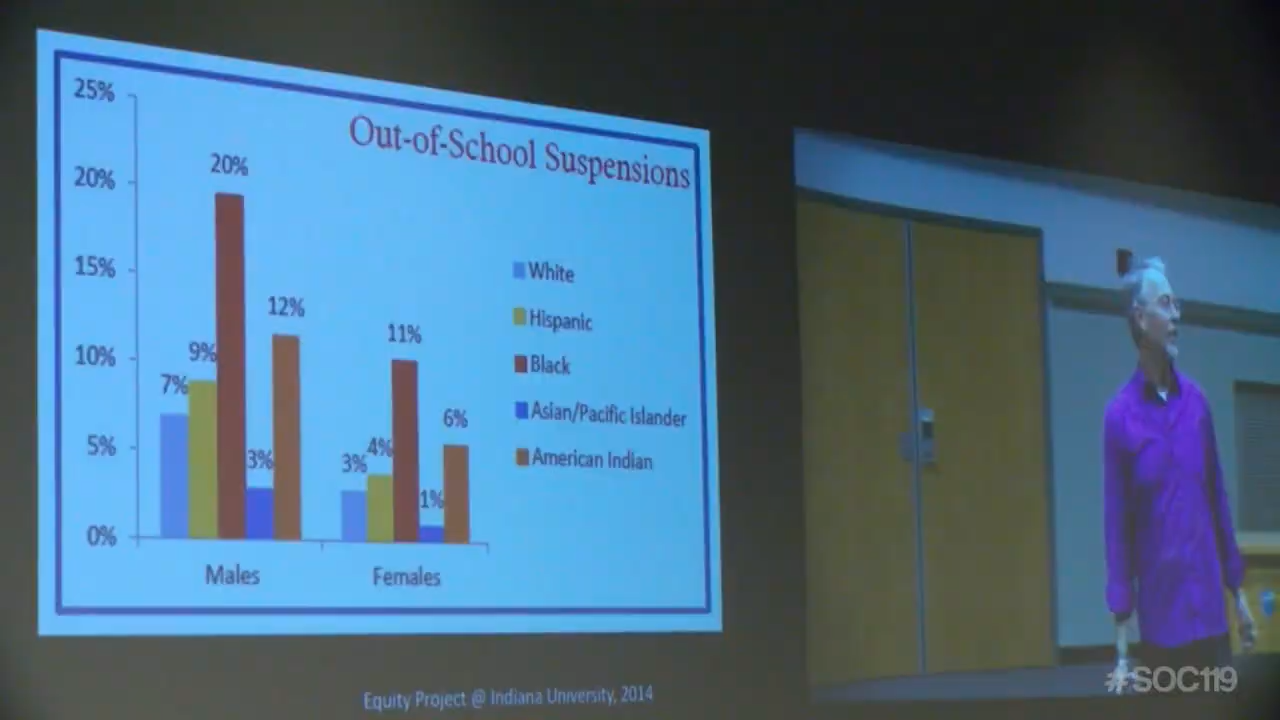 Out-of-School Suspensions
25%
20%
15%
10%
5%
0%
7%
9%
20%
3%
12%
3%
4%
11%
1%
6%
Males
Females
White
Hispanic
Black
Asian/Pacific Islander
American Indian
Equity Project @ Indiana University, 2014
#SOC119